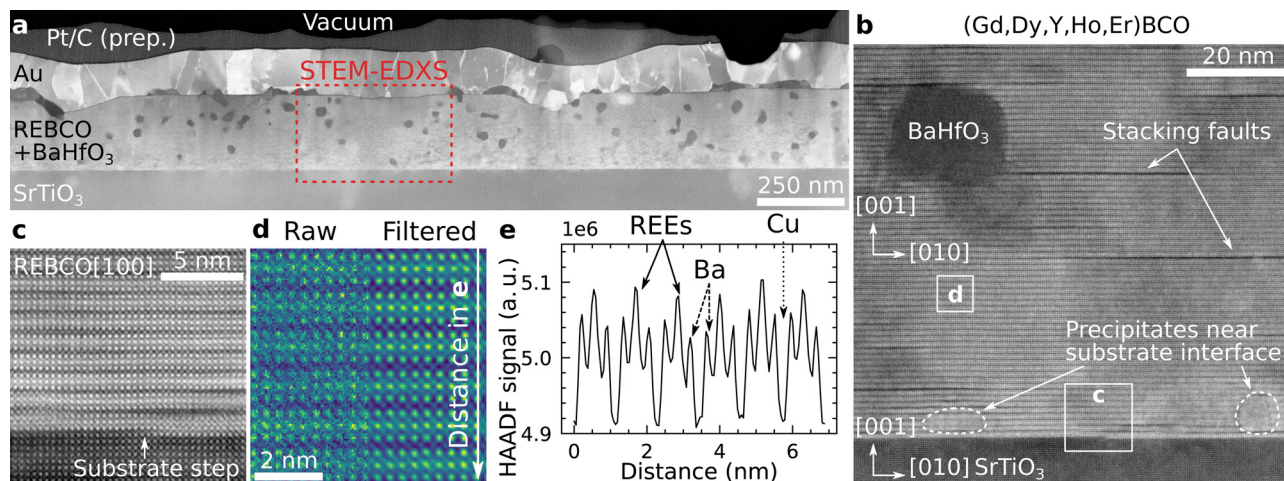 a
Vacuum
Pt/C (prep.)
Au
STEM-EDXS
REBCO
+BaHfO₃
SrTiO₃
250 nm
b
(Gd,Dy,Y,Ho,Er)BCO
20 nm
BaHfO₃
Stacking faults
[001]
[010]
d
Precipitates near
substrate interface
c
[001]
[010] SrTiO₃
c
REBCO[100]
5 nm
Substrate step
d
Raw
Filtered
Distance in e
2 nm
e
1e6
REEs
Cu
Ba
HAADF signal (a. u.)
5.1
5.0
4.9
0
2
4
6
Distance (nm)